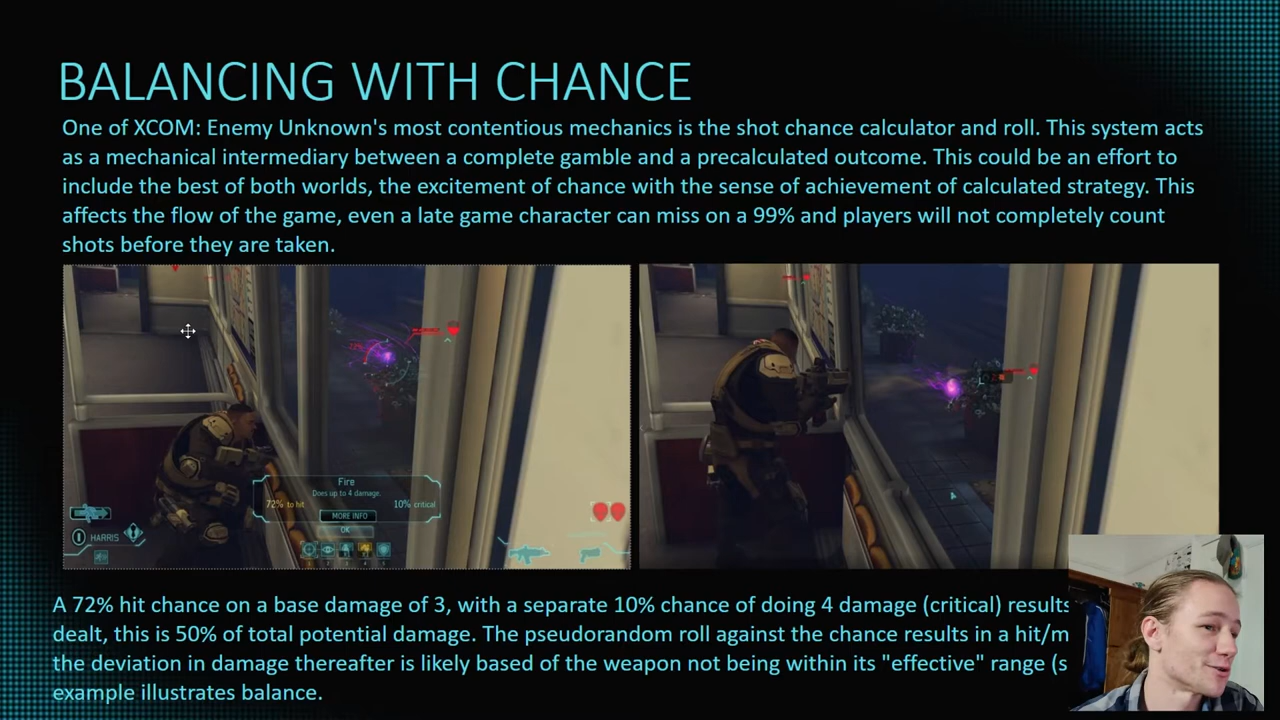 BALANCING WITH CHANCE
One of XCOM: Enemy Unknown's most contentious mechanics is the shot chance calculator and roll. This system acts
as a mechanical intermediary between a complete gamble and a precalculated outcome. This could be an effort to
include the best of both worlds, the excitement of chance with the sense of achievement of calculated strategy. This
affects the flow of the game, even a late game character can miss on a 99% and players will not completely count
shots before they are taken.
Fire
Does up to 4 damage.
72% to hit
10% critical
MORE INFO
OK
HARRIS
A 72% hit chance on a base damage of 3, with a separate 10% chance of doing 4 damage (critical) results
dealt, this is 50% of total potential damage. The pseudorandom roll against the chance results in a hit/m
the deviation in damage thereafter is likely based of the weapon not being within its "effective" range (s
example illustrates balance.